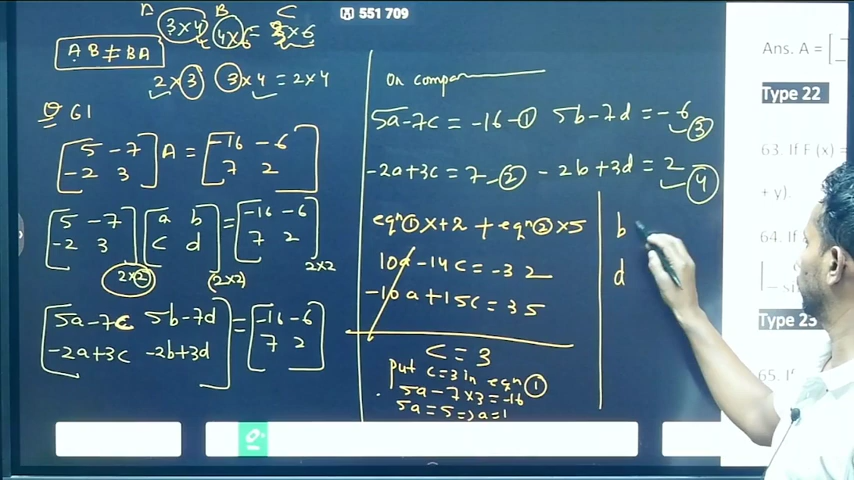 551 709
A B C
3×4 4×6 = 3×6
AB ≠ BA
2×3 3×4 = 2×4
Q 61
[5 -7 -2 3] A = [-16 -6 7 2]
[5 -7 -2 3] [a b c d] = [-16 -6 7 2]
2×2 (2×2) 2×2
[5a-7c 5b-7d -2a+3c -2b+3d] = [-16 -6 7 2]
On compar
5a-7c = -16 - ① 5b-7d = -6 ③
-2a+3c = 7 - ② -2b+3d = 2 ④
eqⁿ①×+2 + eqⁿ②×5
10a-14c = -32
-10a+15c = 35
c = 3
put c=3 in eqⁿ ①
5a-7×3=-16
5a=5=>a=1
b
d
Ans. A = [
Type 22
63. If F (x) =
+ y).
64. If
Type 23
65. If